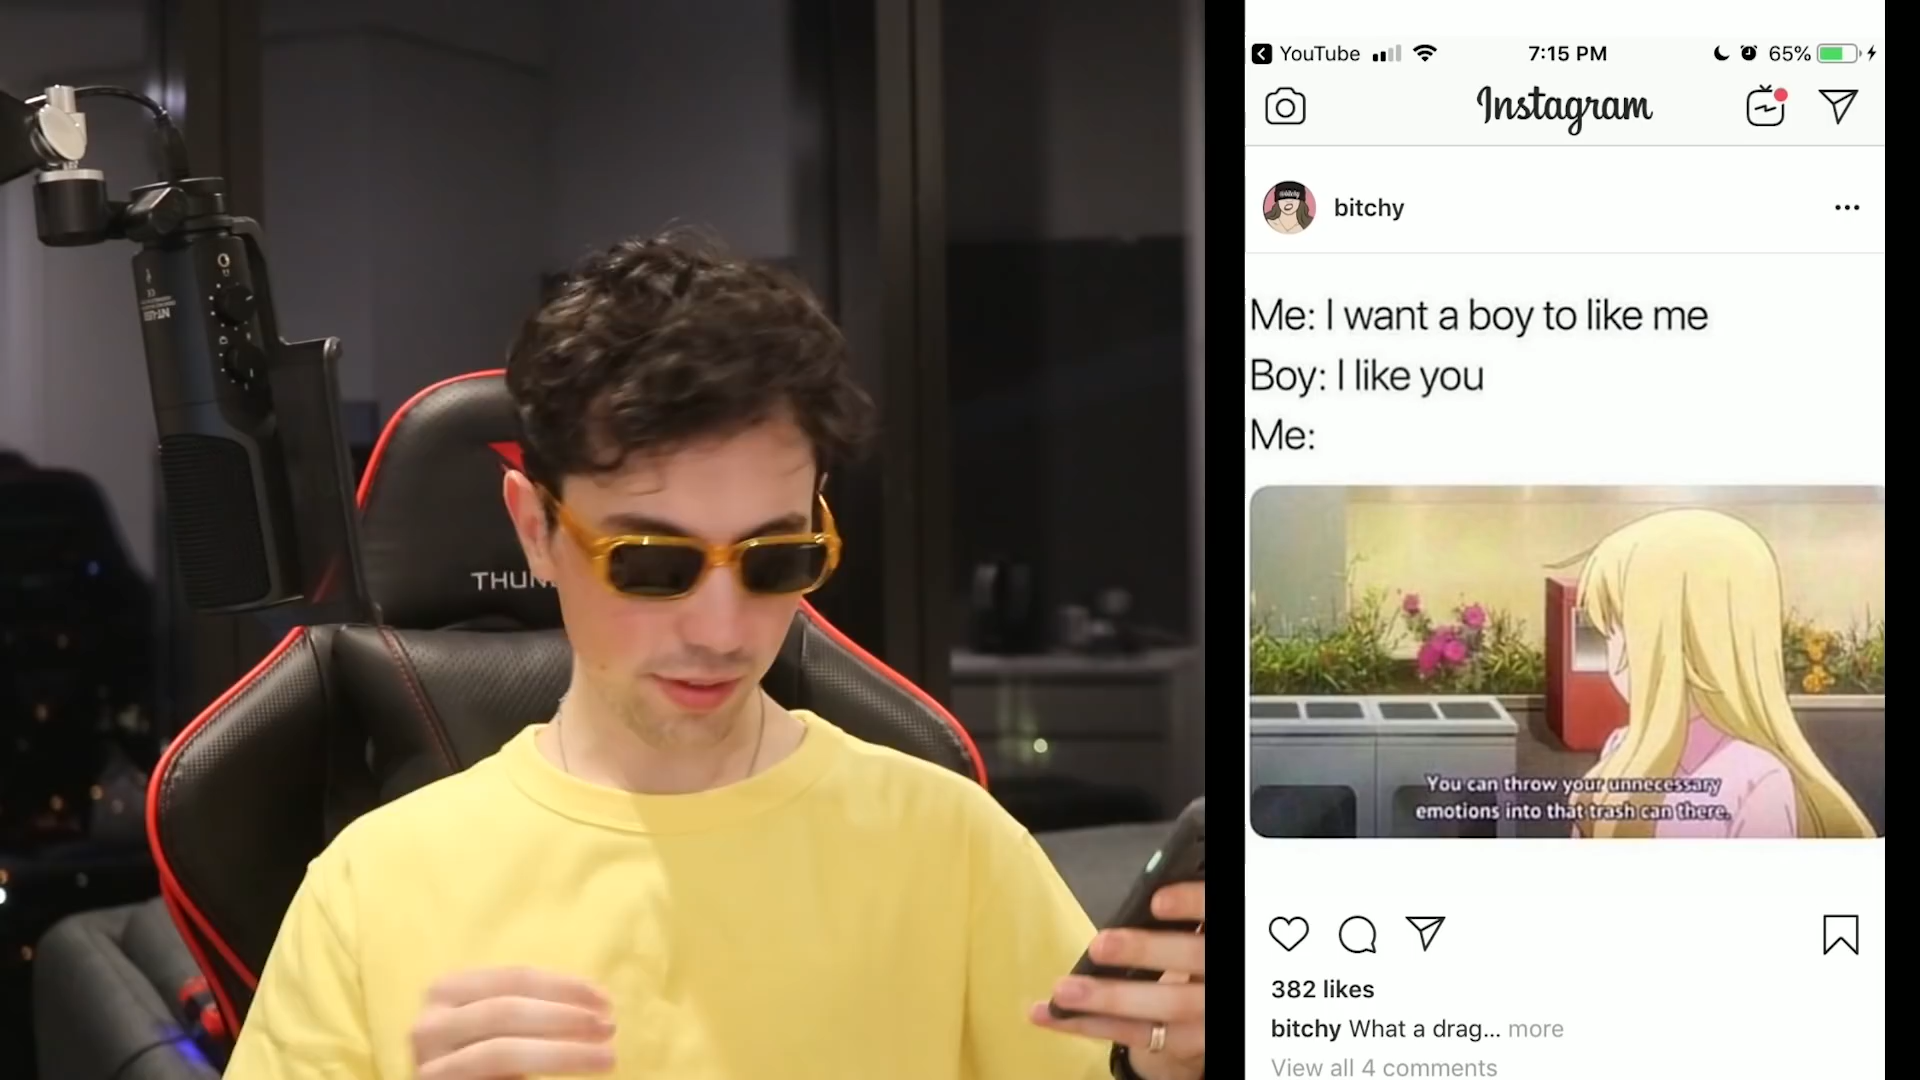 YouTube
7:15 PM
65%
Instagram
bitchy
Me: I want a boy to like me
Boy: I like you
Me:
You can throw your unnecessary
emotions into that trash can there.
382 likes
bitchy What a drag... more
View all 4 comments
THUN
NT-USB